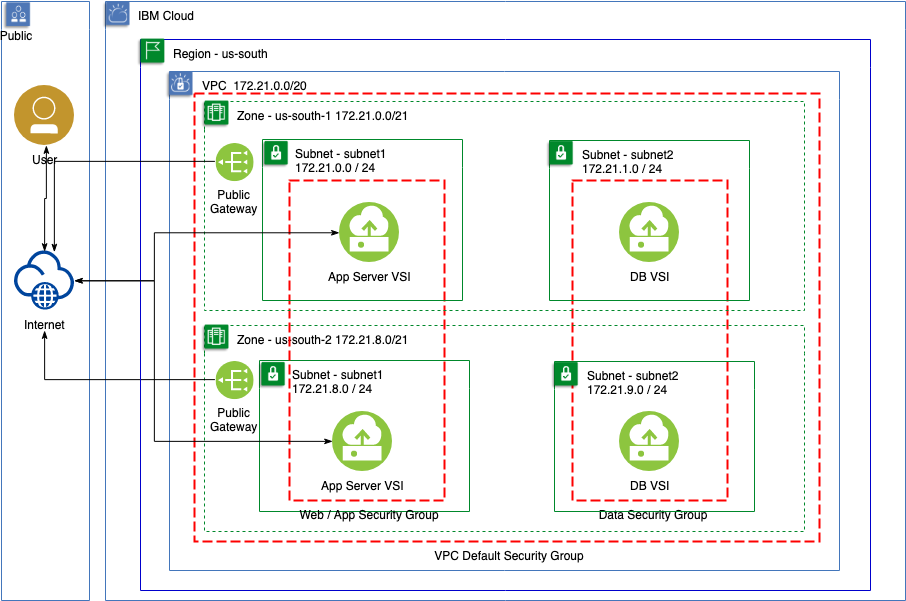 Public
IBM Cloud
Region - us-south
VPC  172.21.0.0/20
Zone - us-south-1 172.21.0.0/21
User
Public
Gateway
Subnet - subnet1
172.21.0.0 / 24
Subnet - subnet2
172.21.1.0 / 24
App Server VSI
DB VSI
Internet
Zone - us-south-2 172.21.8.0/21
Public
Gateway
Subnet - subnet1
172.21.8.0 / 24
Subnet - subnet2
172.21.9.0 / 24
App Server VSI
DB VSI
Web / App Security Group
Data Security Group
VPC Default Security Group